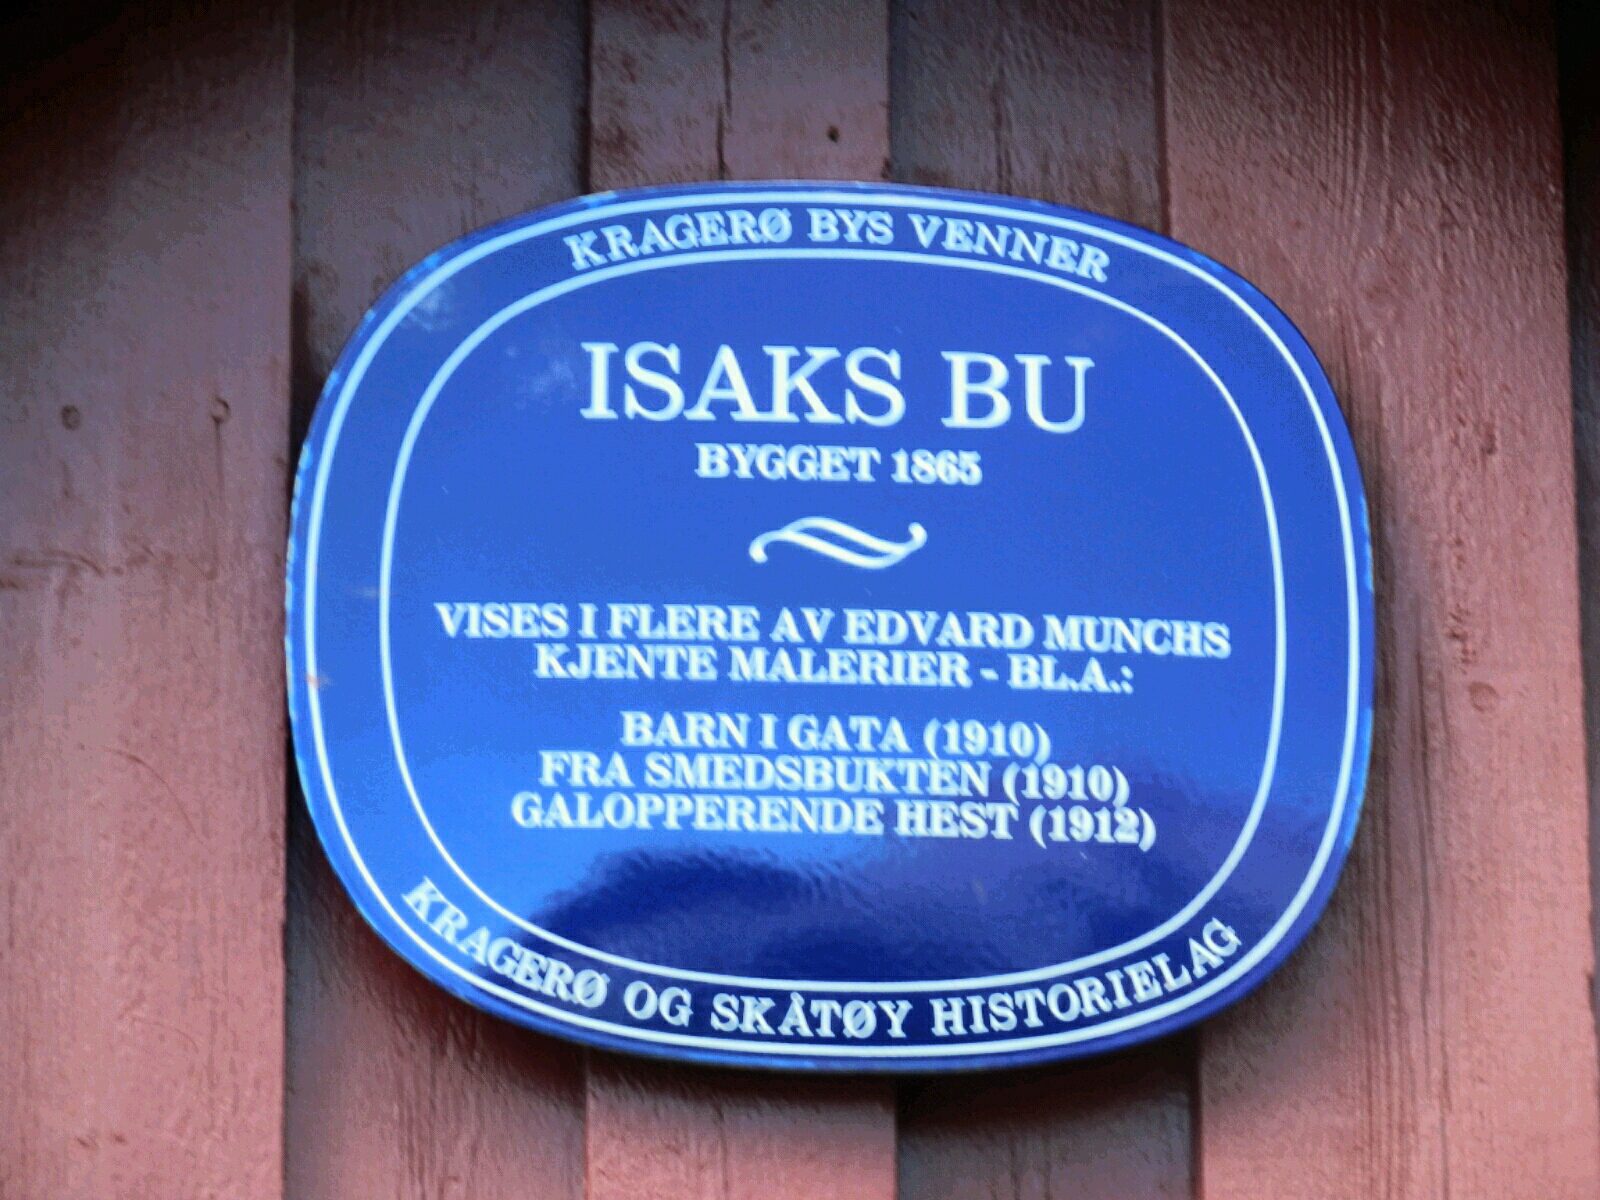 KRAGERØ BYS VENNER
ISAKS BU
BYGGET 1865
VISES I FLERE AV EDVARD MUNCHS
KJENTE MALERIER - BL.A.:
BARN I GATA (1910)
FRA SMEDSBUKTEN (1910)
GALOPPERENDE HEST (1912)
KRAGERØ OG SKÅTØY HISTORIELAG